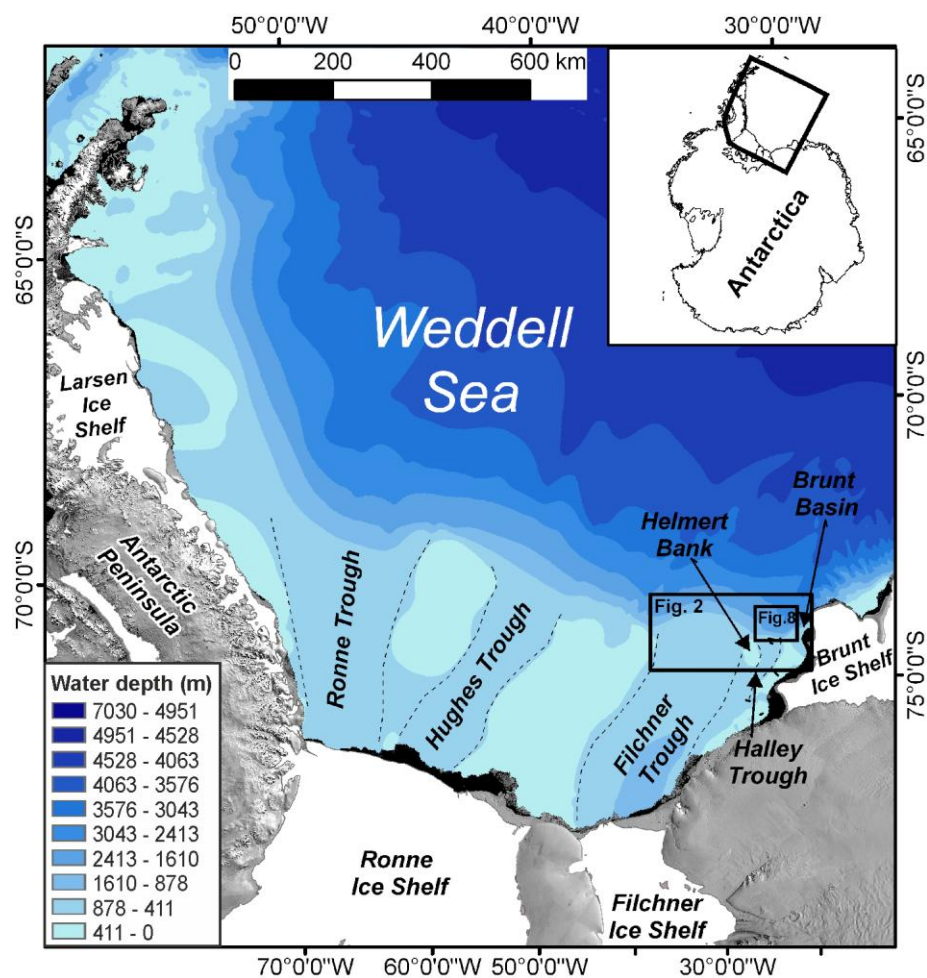 50°0'0"W
40°0'0"W
30°0'0"W
0 200 400 600 km
65°0'0"S
Antarctica
65°0'0"S
Weddell
Sea
Larsen
Ice
Shelf
70°0'0"S
Brunt
Basin
Helmert
Bank
Antarctic
Peninsula
70°0'0"S
Ronne Trough
Hughes Trough
Fig. 2
Fig.8
Brunt
Ice Shelf
75°0'0"S
Filchner
Trough
Halley
Trough
Water depth (m)
7030 - 4951
4951 - 4528
4528 - 4063
4063 - 3576
3576 - 3043
3043 - 2413
2413 - 1610
1610 - 878
878 - 411
411 - 0
Ronne
Ice Shelf
Filchner
Ice Shelf
70°0'0"W
60°0'0"W
50°0'0"W
30°0'0"W